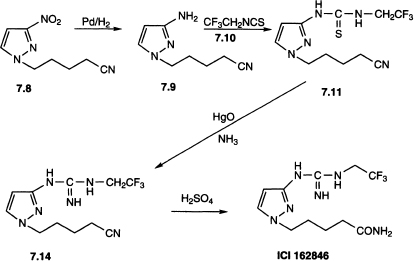 NO2 Pd/H2 NH2 CF3CH2NCS H H
N N N CH2CF3
N N N S
N N N
CN CN CN
7.8 7.9 7.10 7.11
HgO
NH3
H H H H
N N CH2CF3 N N CF3
N NH H2SO4 N NH
N N
CN CONH2
7.14 ICI 162846